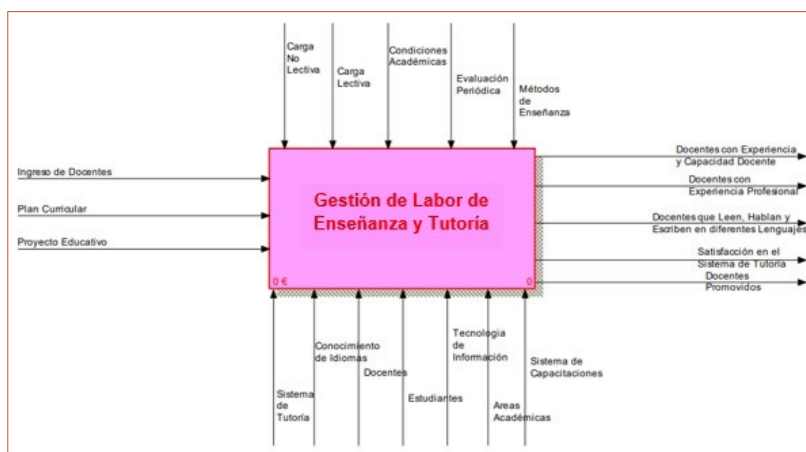 Carga
No
Lectiva
Carga
Lectiva
Condiciones
Académicas
Evaluación
Periódica
Métodos
de
Enseñanza
Ingreso de Docentes
Plan Curricular
Proyecto Educativo
Gestión de Labor de
Enseñanza y Tutoría
0 €
0
Docentes con Experiencia
y Capacidad Docente
Docentes con
Experiencia Profesional
Docentes que Leen, Hablan y
Escriben en diferentes Lenguajes
Satisfacción en el
Sistema de Tutoría
Docentes
Promovidos
Sistema
de
Tutoría
Conocimiento
de Idiomas
Docentes
Estudiantes
Tecnologia
de
Información
Areas
Académicas
Sistema de
Capacitaciones